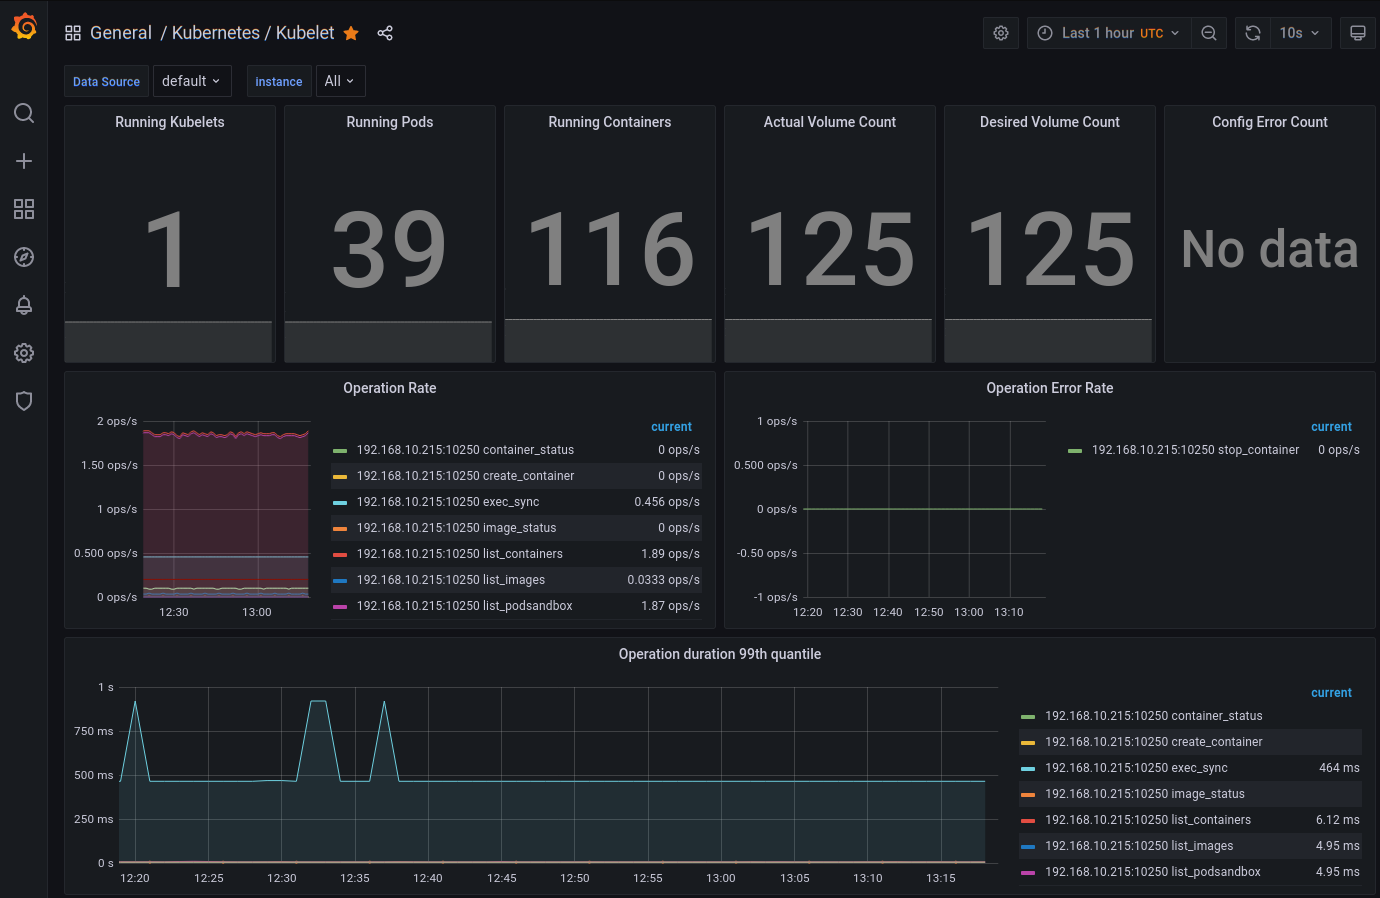 General / Kubernetes / Kubelet
Last 1 hour UTC
10s
Data Source default instance All
Running Kubelets
1
Running Pods
39
Running Containers
116
Actual Volume Count
125
Desired Volume Count
125
Config Error Count
No data
Operation Rate
2 ops/s
1.50 ops/s
1 ops/s
0.500 ops/s
0 ops/s
12:30 13:00
current
192.168.10.215:10250 container_status 0 ops/s
192.168.10.215:10250 create_container 0 ops/s
192.168.10.215:10250 exec_sync 0.456 ops/s
192.168.10.215:10250 image_status 0 ops/s
192.168.10.215:10250 list_containers 1.89 ops/s
192.168.10.215:10250 list_images 0.0333 ops/s
192.168.10.215:10250 list_podsandbox 1.87 ops/s
Operation Error Rate
1 ops/s
0.500 ops/s
0 ops/s
-0.50 ops/s
-1 ops/s
12:20 12:30 12:40 12:50 13:00 13:10
current
192.168.10.215:10250 stop_container 0 ops/s
Operation duration 99th quantile
1 s
750 ms
500 ms
250 ms
0 s
12:20 12:25 12:30 12:35 12:40 12:45 12:50 12:55 13:00 13:05 13:10 13:15
current
192.168.10.215:10250 container_status
192.168.10.215:10250 create_container
192.168.10.215:10250 exec_sync 464 ms
192.168.10.215:10250 image_status
192.168.10.215:10250 list_containers 6.12 ms
192.168.10.215:10250 list_images 4.95 ms
192.168.10.215:10250 list_podsandbox 4.95 ms